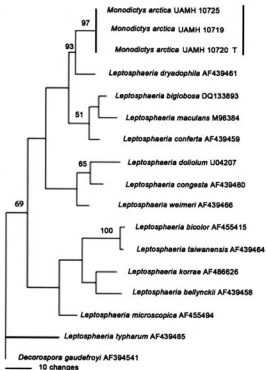 Monodictys arctica UAMH 10725
97
Monodictys arctica UAMH 10719
Monodictys arctica UAMH 10720 T
93
Leptosphaeria dryadophila AF439461
Leptosphaeria biglobosa DQ133893
51
Leptosphaeria maculans M96384
Leptosphaeria conferta AF439459
Leptosphaeria doliolum U04207
65
Leptosphaeria congesta AF439460
Leptosphaeria weimeri AF439466
69
Leptosphaeria bicolor AF455415
100
Leptosphaeria taiwanensis AF439464
Leptosphaeria korrae AF486626
Leptosphaeria bellynckii AF439458
Leptosphaeria microscopica AF455494
Leptosphaeria typharum AF439465
Decorospora gaudefroyi AF394541
10 changes